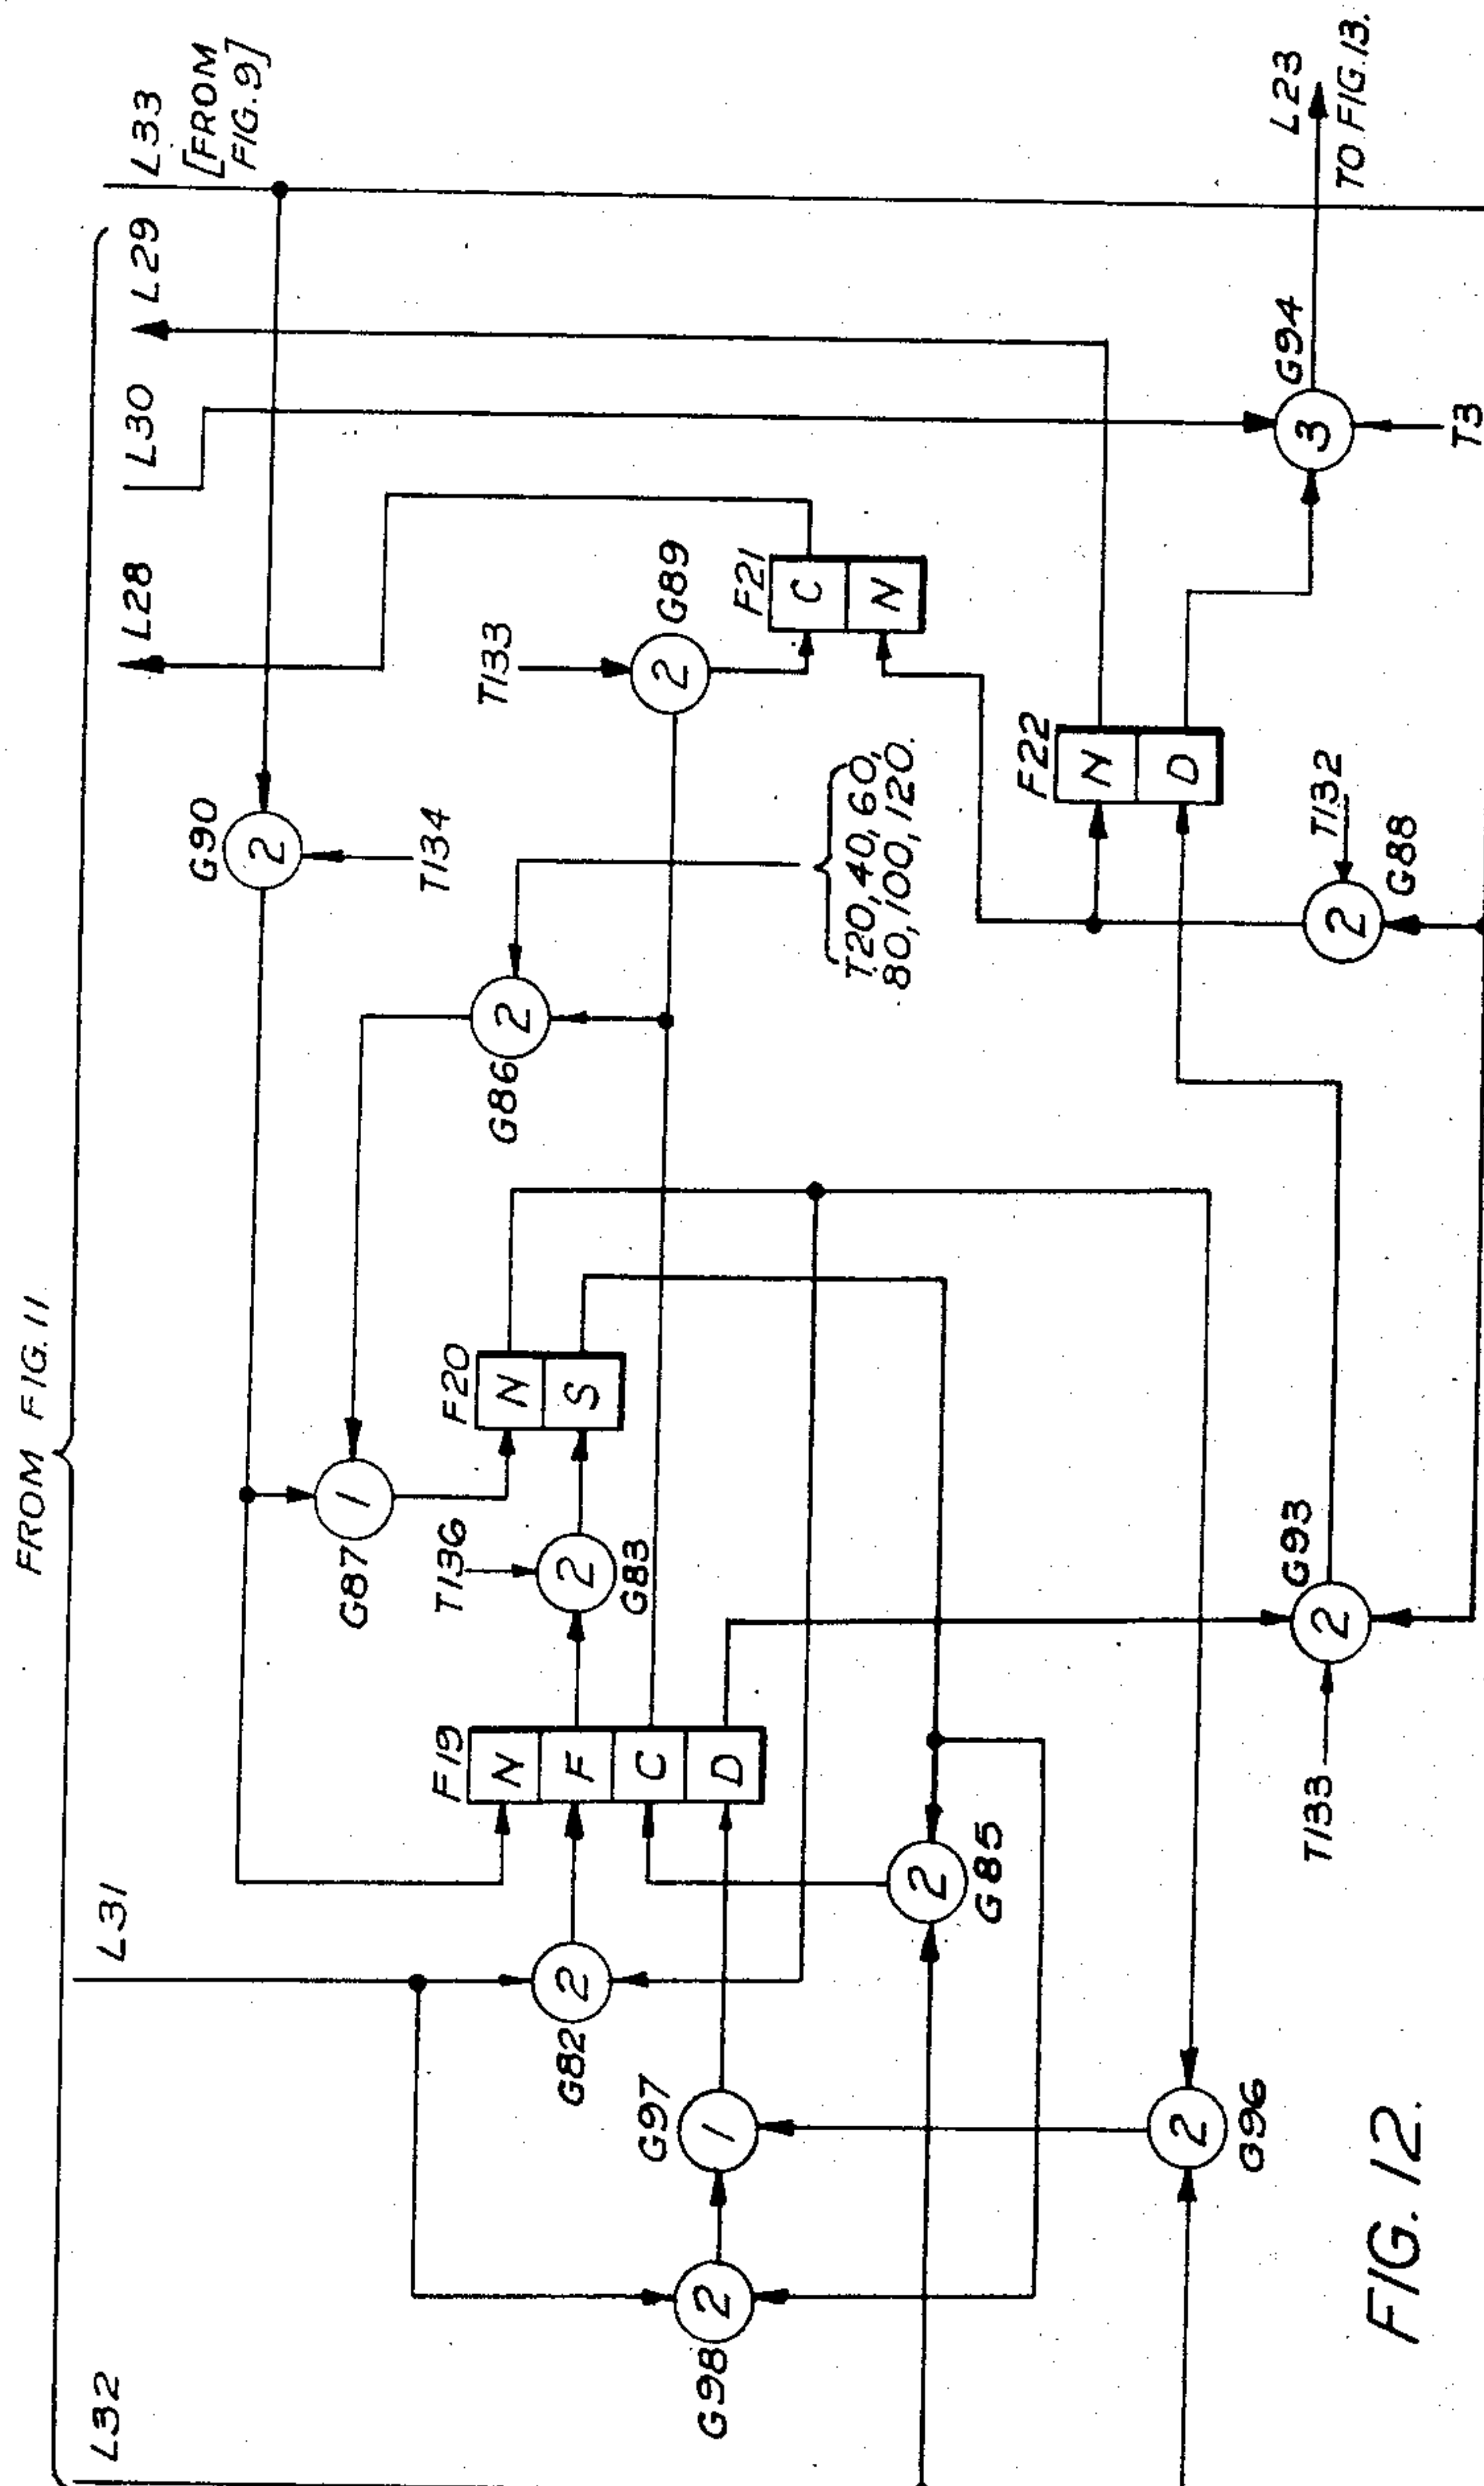 FROM FIG. 11
L32
L31
L28
L30
L29
L33
[FROM
FIG. 9]
G90
2
T134
G87
1
G86
2
T20, 40, 60,
80, 100, 120.
T133
G89
2
F20
N
S
T136
G83
2
F19
N
F
C
D
G82
2
G97
1
G98
2
G85
2
G96
2
F21
C
N
F22
N
D
G93
2
T133
T132
G88
2
G94
3
T3
L23
TO FIG. 13.
FIG. 12.